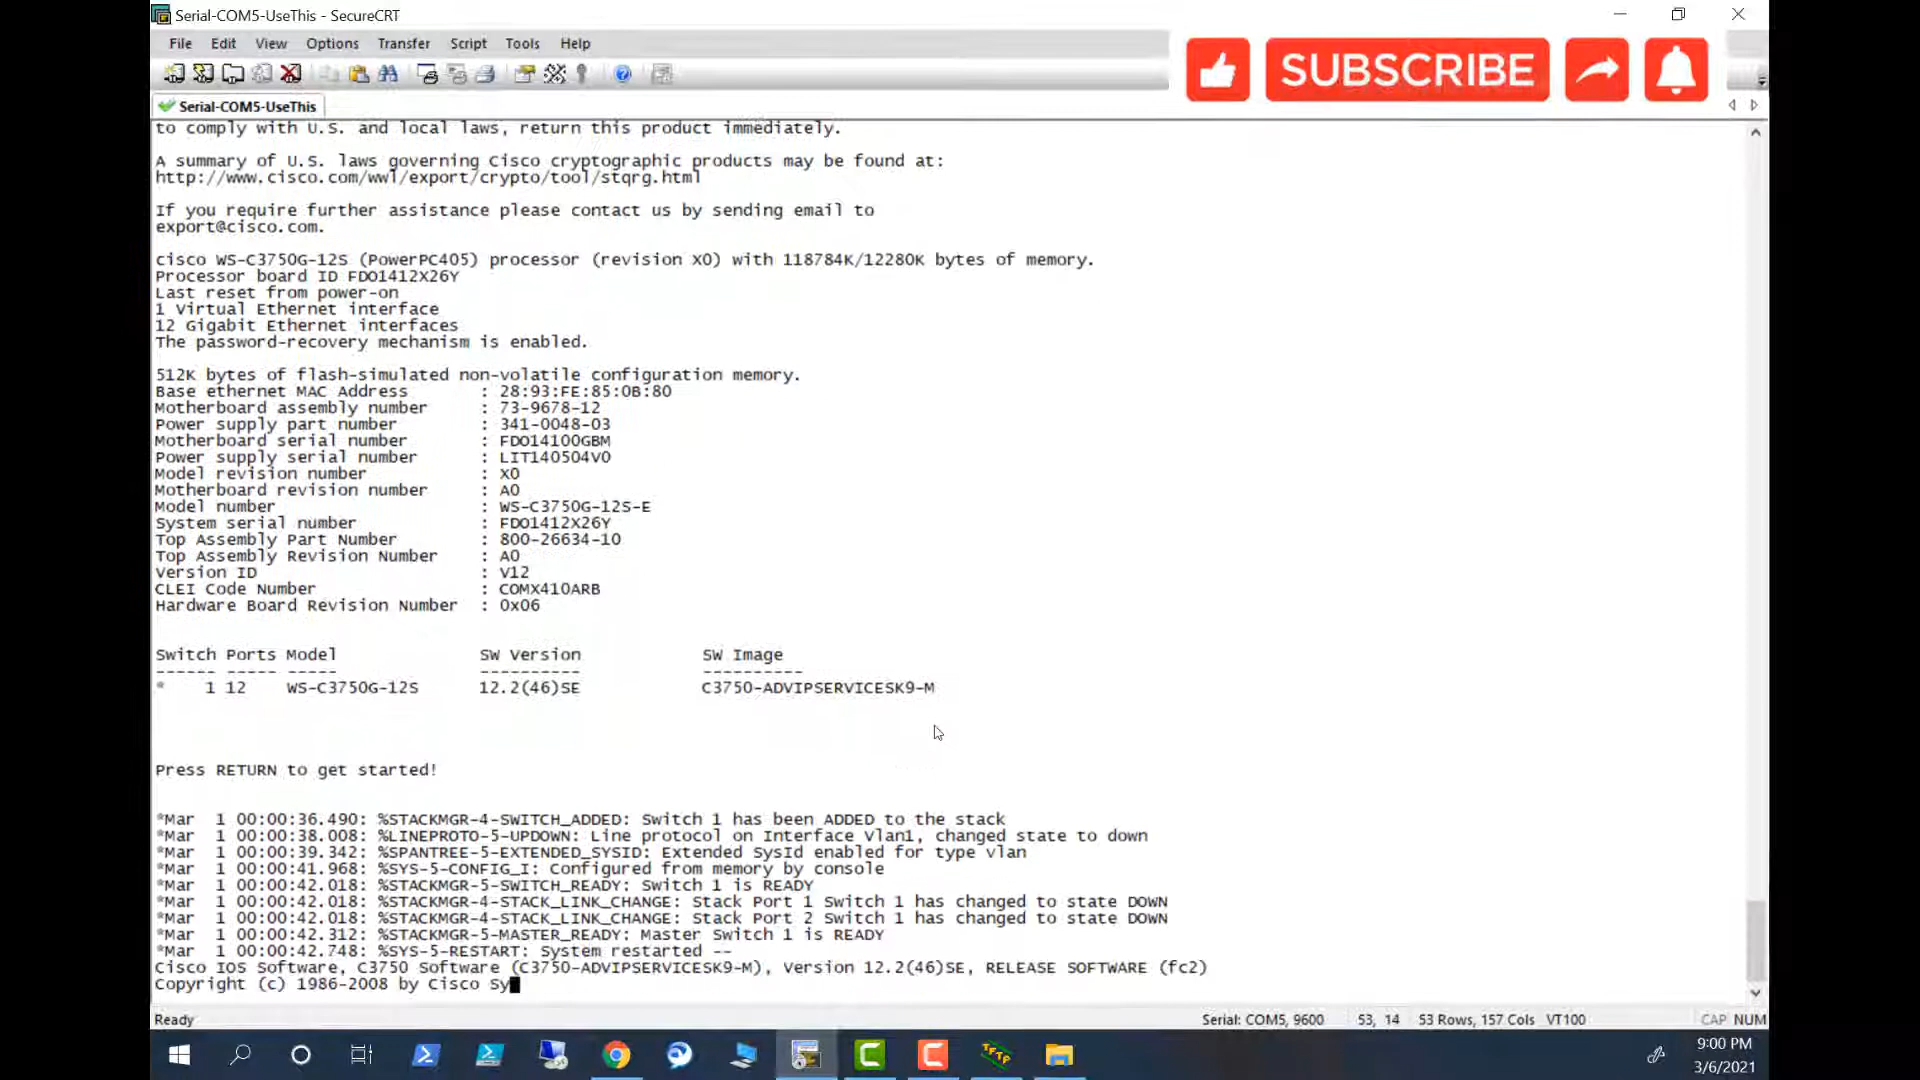 Serial-COM5-UseThis - SecureCRT
File Edit View Options Transfer Script Tools Help
SUBSCRIBE
Serial-COM5-UseThis
to comply with U.S. and local laws, return this product immediately.
A summary of U.S. laws governing Cisco cryptographic products may be found at:
http://www.cisco.com/wwl/export/crypto/tool/stqrg.html
If you require further assistance please contact us by sending email to
export@cisco.com.
cisco WS-C3750G-12S (PowerPC405) processor (revision X0) with 118784K/12280K bytes of memory.
Processor board ID FDO1412X26Y
Last reset from power-on
1 Virtual Ethernet interface
12 Gigabit Ethernet interfaces
The password-recovery mechanism is enabled.
512K bytes of flash-simulated non-volatile configuration memory.
Base ethernet MAC Address : 28:93:FE:85:0B:80
Motherboard assembly number : 73-9678-12
Power supply part number : 341-0048-03
Motherboard serial number : FDO14100GBM
Power supply serial number : LIT140504V0
Model revision number : X0
Motherboard revision number : A0
Model number : WS-C3750G-12S-E
System serial number : FDO1412X26Y
Top Assembly Part Number : 800-26634-10
Top Assembly Revision Number : A0
Version ID : V12
CLEI Code Number : COMX410ARB
Hardware Board Revision Number : 0x06
Switch Ports Model SW Version SW Image
------ ----- ----- ---------- ----------
* 1 12 WS-C3750G-12S 12.2(46)SE C3750-ADVIPSERVICESK9-M
Press RETURN to get started!
*Mar 1 00:00:36.490: %STACKMGR-4-SWITCH_ADDED: Switch 1 has been ADDED to the stack
*Mar 1 00:00:38.008: %LINEPROTO-5-UPDOWN: Line protocol on Interface Vlan1, changed state to down
*Mar 1 00:00:39.342: %SPANTREE-5-EXTENDED_SYSID: Extended SysId enabled for type vlan
*Mar 1 00:00:41.968: %SYS-5-CONFIG_I: Configured from memory by console
*Mar 1 00:00:42.018: %STACKMGR-5-SWITCH_READY: Switch 1 is READY
*Mar 1 00:00:42.018: %STACKMGR-4-STACK_LINK_CHANGE: Stack Port 1 Switch 1 has changed to state DOWN
*Mar 1 00:00:42.018: %STACKMGR-4-STACK_LINK_CHANGE: Stack Port 2 Switch 1 has changed to state DOWN
*Mar 1 00:00:42.312: %STACKMGR-5-MASTER_READY: Master Switch 1 is READY
*Mar 1 00:00:42.748: %SYS-5-RESTART: System restarted --
Cisco IOS Software, C3750 Software (C3750-ADVIPSERVICESK9-M), Version 12.2(46)SE, RELEASE SOFTWARE (fc2)
Copyright (c) 1986-2008 by Cisco Sy
Ready Serial: COM5, 9600 53, 14 53 Rows, 157 Cols VT100 CAP NUM
TFTP
9:00 PM
3/6/2021